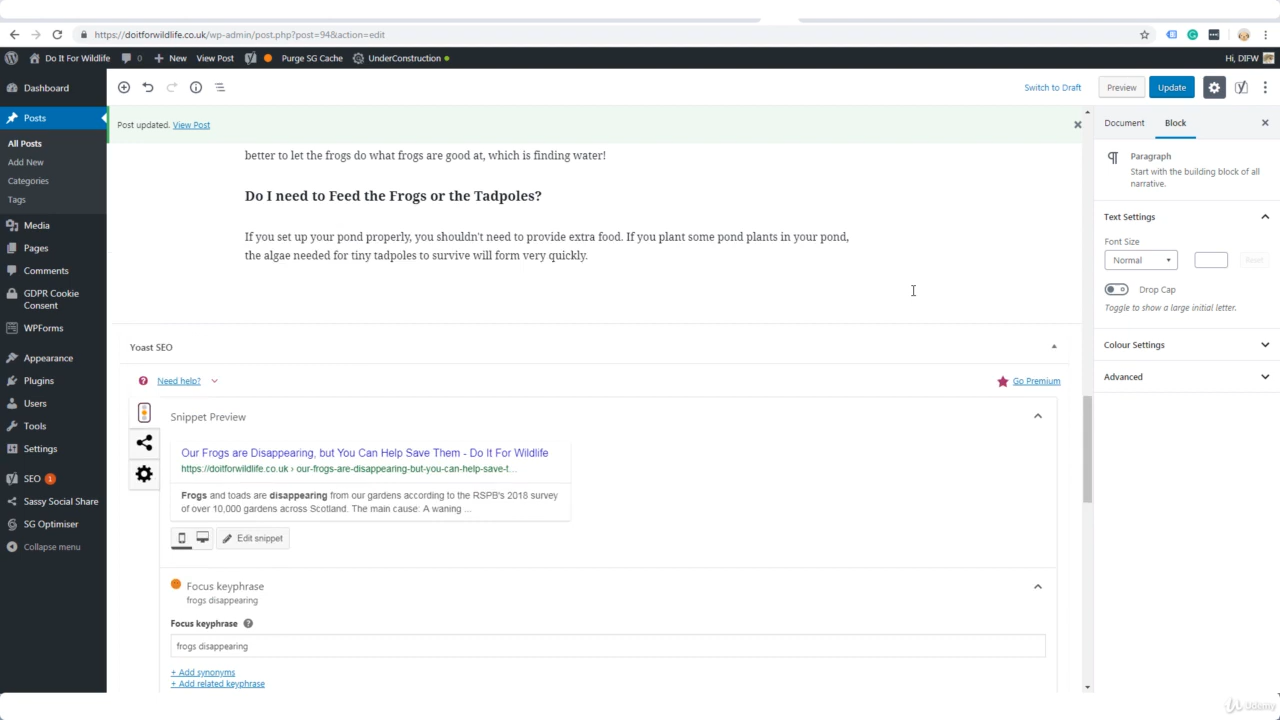 https://doitforwildlife.co.uk/wp-admin/post.php?post=94&action=edit
Do It For Wildlife 0 New View Post Purge SG Cache UnderConstruction Hi, DIFW
Dashboard
Posts
All Posts
Add New
Categories
Tags
Media
Pages
Comments
GDPR Cookie
Consent
WPForms
Appearance
Plugins
Users
Tools
Settings
SEO 1
Sassy Social Share
SG Optimiser
Collapse menu
Switch to Draft Preview Update
Post updated. View Post
better to let the frogs do what frogs are good at, which is finding water!
Do I need to Feed the Frogs or the Tadpoles?
If you set up your pond properly, you shouldn't need to provide extra food. If you plant some pond plants in your pond,
the algae needed for tiny tadpoles to survive will form very quickly.
Yoast SEO
Need help?
Go Premium
Snippet Preview
Our Frogs are Disappearing, but You Can Help Save Them - Do It For Wildlife
https://doitforwildlife.co.uk › our-frogs-are-disappearing-but-you-can-help-save-t...
Frogs and toads are disappearing from our gardens according to the RSPB's 2018 survey
of over 10,000 gardens across Scotland. The main cause. A waning ...
Edit snippet
Focus keyphrase
frogs disappearing
Focus keyphrase
frogs disappearing
+ Add synonyms
+ Add related keyphrase
Document Block
Paragraph
Start with the building block of all
narrative.
Text Settings
Font Size
Normal Reset
Drop Cap
Toggle to show a large initial letter.
Colour Settings
Advanced
Udemy